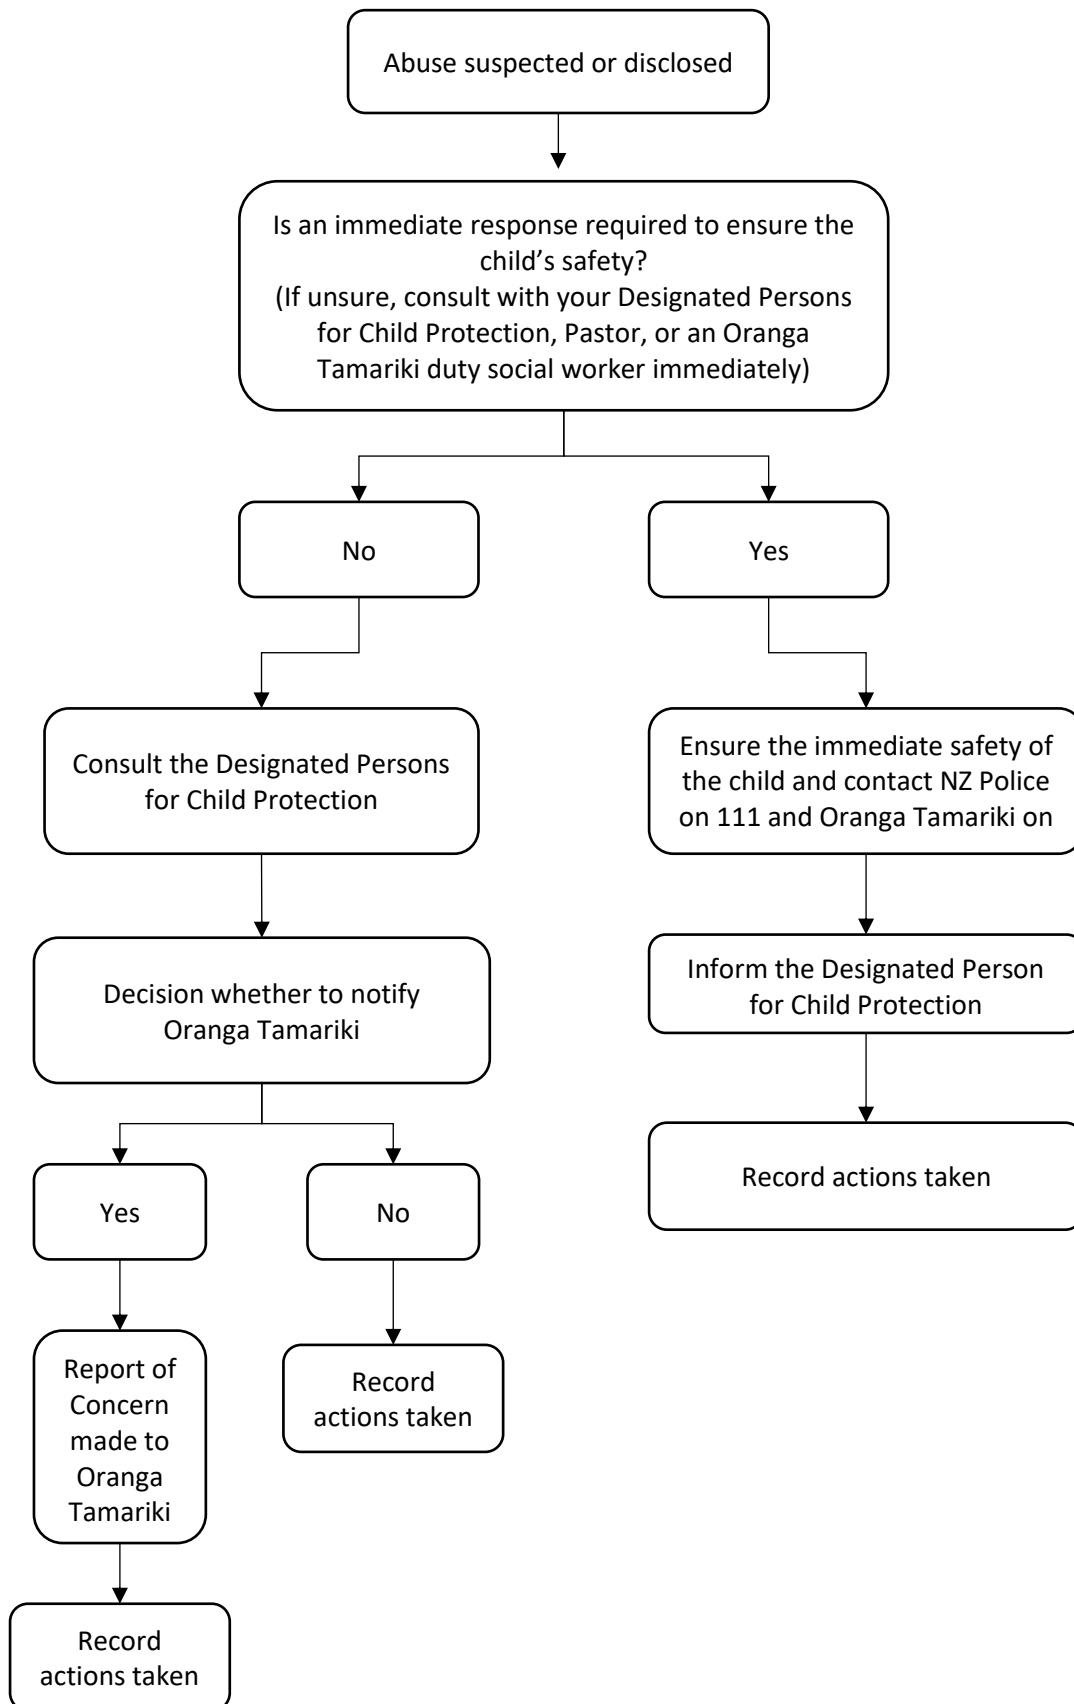 Abuse suspected or disclosed
Is an immediate response required to ensure the
child’s safety?
(If unsure, consult with your Designated Persons
for Child Protection, Pastor, or an Oranga
Tamariki duty social worker immediately)
No
Yes
Consult the Designated Persons
for Child Protection
Ensure the immediate safety of
the child and contact NZ Police
on 111 and Oranga Tamariki on
Decision whether to notify
Oranga Tamariki
Inform the Designated Person
for Child Protection
Record actions taken
Yes
No
Report of
Concern
made to
Oranga
Tamariki
Record
actions taken
Record
actions taken